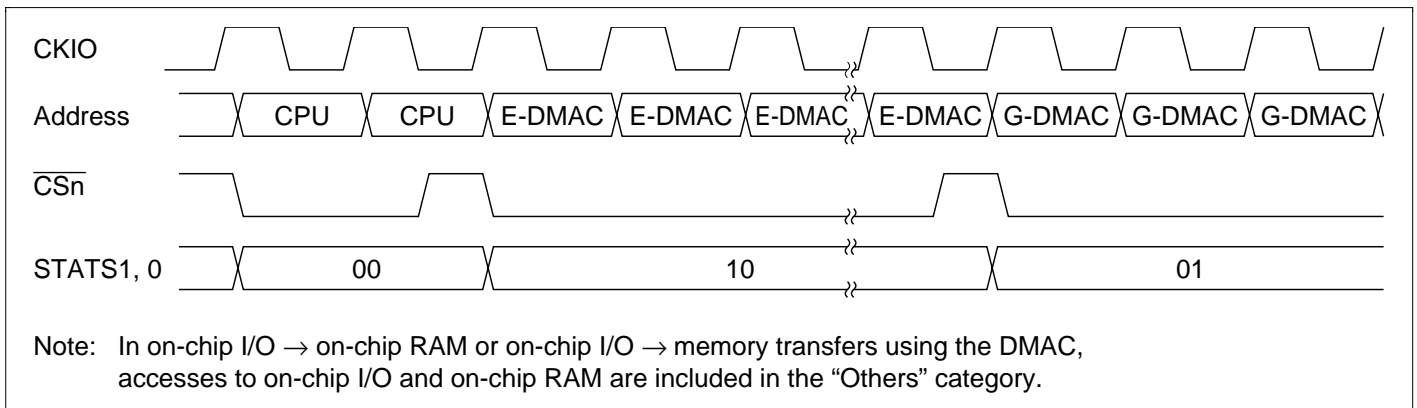 CKIO
Address CPU CPU E-DMAC E-DMAC E-DMAC E-DMAC G-DMAC G-DMAC G-DMAC
CSn
STATS1, 0 00 10 01
Note: In on-chip I/O → on-chip RAM or on-chip I/O → memory transfers using the DMAC,
accesses to on-chip I/O and on-chip RAM are included in the “Others” category.